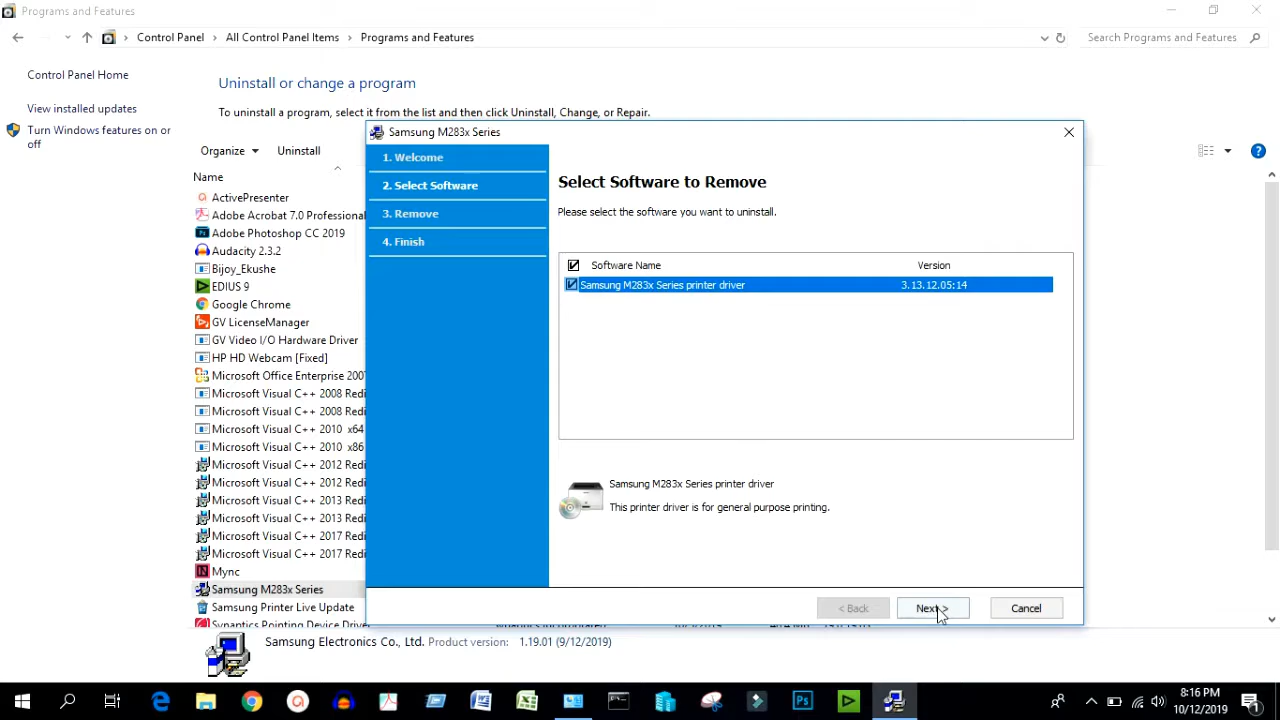 Programs and Features
Control Panel
All Control Panel Items
Programs and Features
Search Programs and Features
Control Panel Home
View installed updates
Turn Windows features on or
off
Uninstall or change a program
To uninstall a program, select it from the list and then click Uninstall, Change, or Repair.
Organize
Uninstall
Name
ActivePresenter
Adobe Acrobat 7.0 Professional
Adobe Photoshop CC 2019
Audacity 2.3.2
Bijoy_Ekushe
EDIUS 9
Google Chrome
GV LicenseManager
GV Video I/O Hardware Driver
HP HD Webcam [Fixed]
Microsoft Office Enterprise 2007
Microsoft Visual C++ 2008 Redi
Microsoft Visual C++ 2008 Redi
Microsoft Visual C++ 2010 x64
Microsoft Visual C++ 2010 x86
Microsoft Visual C++ 2012 Redi
Microsoft Visual C++ 2012 Redi
Microsoft Visual C++ 2013 Redi
Microsoft Visual C++ 2013 Redi
Microsoft Visual C++ 2017 Redi
Microsoft Visual C++ 2017 Redi
Mync
Samsung M283x Series
Samsung Printer Live Update
Synaptics Pointing Device Driver
Samsung M283x Series
1. Welcome
2. Select Software
3. Remove
4. Finish
Select Software to Remove
Please select the software you want to uninstall.
Software Name Version
Samsung M283x Series printer driver 3.13.12.05:14
Samsung M283x Series printer driver
This printer driver is for general purpose printing.
< Back
Next >
Cancel
Samsung Electronics Co., Ltd. Product version: 1.19.01 (9/12/2019)
8:16 PM
10/12/2019